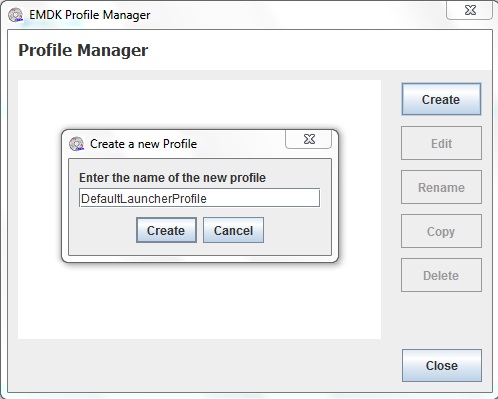 EMDK Profile Manager
Profile Manager
Create
Edit
Rename
Copy
Delete
Close
Create a new Profile
Enter the name of the new profile
DefaultLauncherProfile
Create Cancel